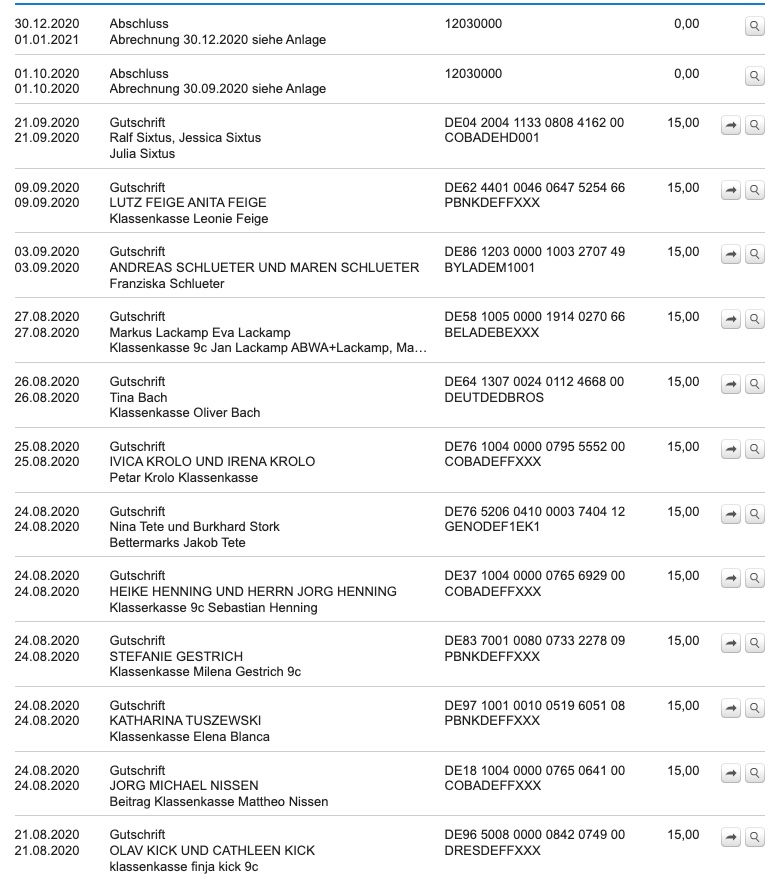 30.12.2020 Abschluss 12030000 0,00
01.01.2021 Abrechnung 30.12.2020 siehe Anlage
01.10.2020 Abschluss 12030000 0,00
01.10.2020 Abrechnung 30.09.2020 siehe Anlage
21.09.2020 Gutschrift DE04 2004 1133 0808 4162 00 15,00
21.09.2020 Ralf Sixtus, Jessica Sixtus COBADEHD001
Julia Sixtus
09.09.2020 Gutschrift DE62 4401 0046 0647 5254 66 15,00
09.09.2020 LUTZ FEIGE ANITA FEIGE PBNKDEFFXXX
Klassenkasse Leonie Feige
03.09.2020 Gutschrift DE86 1203 0000 1003 2707 49 15,00
03.09.2020 ANDREAS SCHLUETER UND MAREN SCHLUETER BYLADEM1001
Franziska Schlueter
27.08.2020 Gutschrift DE58 1005 0000 1914 0270 66 15,00
27.08.2020 Markus Lackamp Eva Lackamp BELADEBEXXX
Klassenkasse 9c Jan Lackamp ABWA+Lackamp, Ma…
26.08.2020 Gutschrift DE64 1307 0024 0112 4668 00 15,00
26.08.2020 Tina Bach DEUTDEDBROS
Klassenkasse Oliver Bach
25.08.2020 Gutschrift DE76 1004 0000 0795 5552 00 15,00
25.08.2020 IVICA KROLO UND IRENA KROLO COBADEFFXXX
Petar Krolo Klassenkasse
24.08.2020 Gutschrift DE76 5206 0410 0003 7404 12 15,00
24.08.2020 Nina Tete und Burkhard Stork GENODEF1EK1
Bettermarks Jakob Tete
24.08.2020 Gutschrift DE37 1004 0000 0765 6929 00 15,00
24.08.2020 HEIKE HENNING UND HERRN JORG HENNING COBADEFFXXX
Klasserkasse 9c Sebastian Henning
24.08.2020 Gutschrift DE83 7001 0080 0733 2278 09 15,00
24.08.2020 STEFANIE GESTRICH PBNKDEFFXXX
Klassenkasse Milena Gestrich 9c
24.08.2020 Gutschrift DE97 1001 0010 0519 6051 08 15,00
24.08.2020 KATHARINA TUSZEWSKI PBNKDEFFXXX
Klassenkasse Elena Blanca
24.08.2020 Gutschrift DE18 1004 0000 0765 0641 00 15,00
24.08.2020 JORG MICHAEL NISSEN COBADEFFXXX
Beitrag Klassenkasse Mattheo Nissen
21.08.2020 Gutschrift DE96 5008 0000 0842 0749 00 15,00
21.08.2020 OLAV KICK UND CATHLEEN KICK DRESDEFFXXX
klassenkasse finja kick 9c